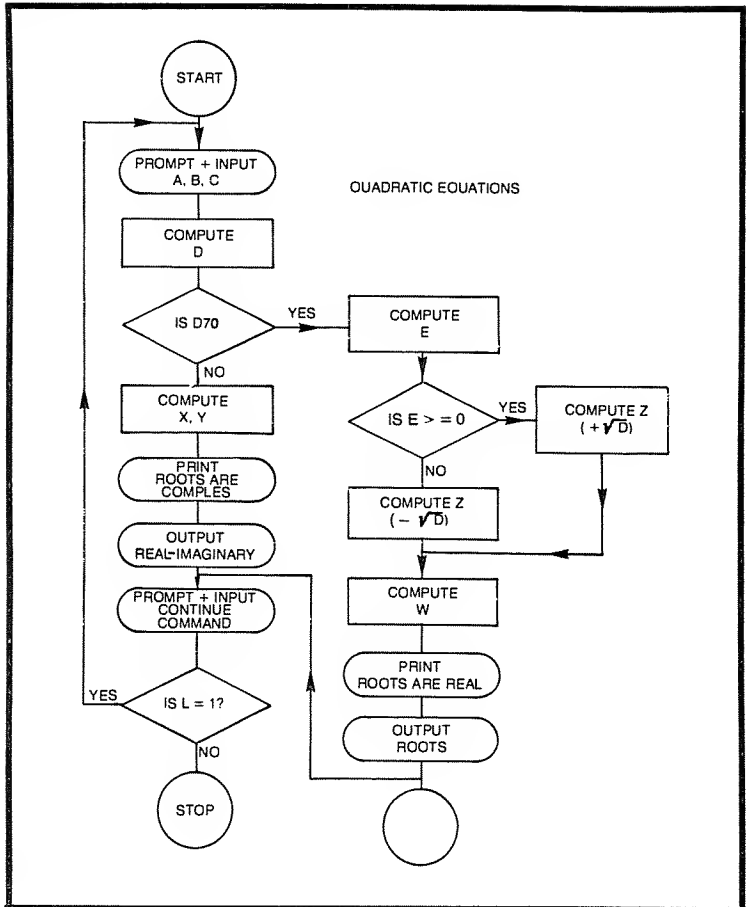 START
PROMPT + INPUT
A, B, C
QUADRATIC EQUATIONS
COMPUTE
D
IS D70
YES
NO
COMPUTE
X, Y
PRINT
ROOTS ARE
COMPLES
OUTPUT
REAL-IMAGINARY
PROMPT + INPUT
CONTINUE
COMMAND
YES
IS L = 1?
NO
STOP
COMPUTE
E
IS E > = 0
YES
COMPUTE Z
(+√D)
NO
COMPUTE Z
(− √D)
COMPUTE
W
PRINT
ROOTS ARE REAL
OUTPUT
ROOTS